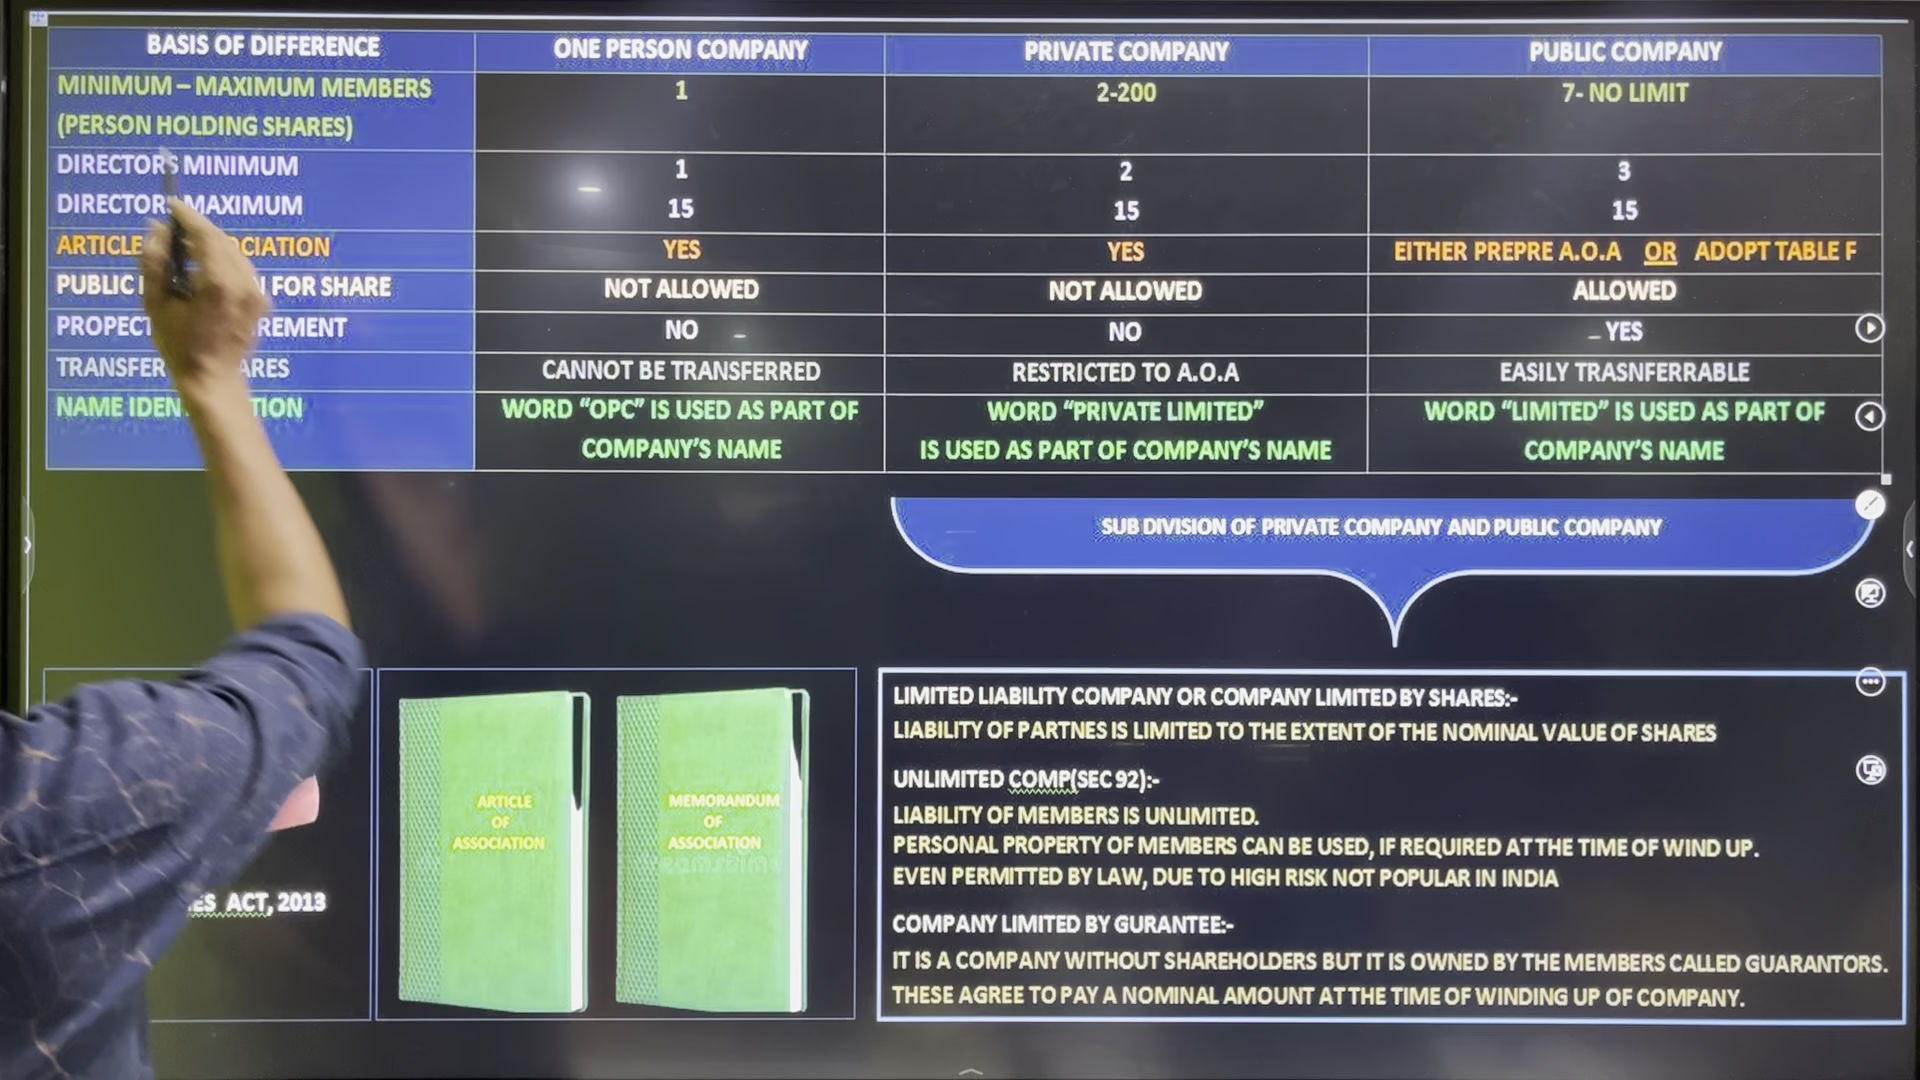 BASIS OF DIFFERENCE ONE PERSON COMPANY PRIVATE COMPANY PUBLIC COMPANY
MINIMUM – MAXIMUM MEMBERS 1 2-200 7- NO LIMIT
(PERSON HOLDING SHARES)
DIRECTORS MINIMUM 1 2 3
DIRECTORS MAXIMUM 15 15 15
ARTICLE CIATION YES YES EITHER PREPRE A.O.A OR ADOPT TABLE F
PUBLIC FOR SHARE NOT ALLOWED NOT ALLOWED ALLOWED
PROPECT REMENT NO NO YES
TRANSFER ARES CANNOT BE TRANSFERRED RESTRICTED TO A.O.A EASILY TRASNFERRABLE
NAME IDEN TION WORD “OPC” IS USED AS PART OF WORD “PRIVATE LIMITED” WORD “LIMITED” IS USED AS PART OF
COMPANY’S NAME IS USED AS PART OF COMPANY’S NAME COMPANY’S NAME
SUB DIVISION OF PRIVATE COMPANY AND PUBLIC COMPANY
ES ACT, 2013
ARTICLE
OF
ASSOCIATION
MEMORANDUM
OF
ASSOCIATION
LIMITED LIABILITY COMPANY OR COMPANY LIMITED BY SHARES:-
LIABILITY OF PARTNES IS LIMITED TO THE EXTENT OF THE NOMINAL VALUE OF SHARES
UNLIMITED COMP(SEC 92):-
LIABILITY OF MEMBERS IS UNLIMITED.
PERSONAL PROPERTY OF MEMBERS CAN BE USED, IF REQUIRED AT THE TIME OF WIND UP.
EVEN PERMITTED BY LAW, DUE TO HIGH RISK NOT POPULAR IN INDIA
COMPANY LIMITED BY GURANTEE:-
IT IS A COMPANY WITHOUT SHAREHOLDERS BUT IT IS OWNED BY THE MEMBERS CALLED GUARANTORS.
THESE AGREE TO PAY A NOMINAL AMOUNT AT THE TIME OF WINDING UP OF COMPANY.